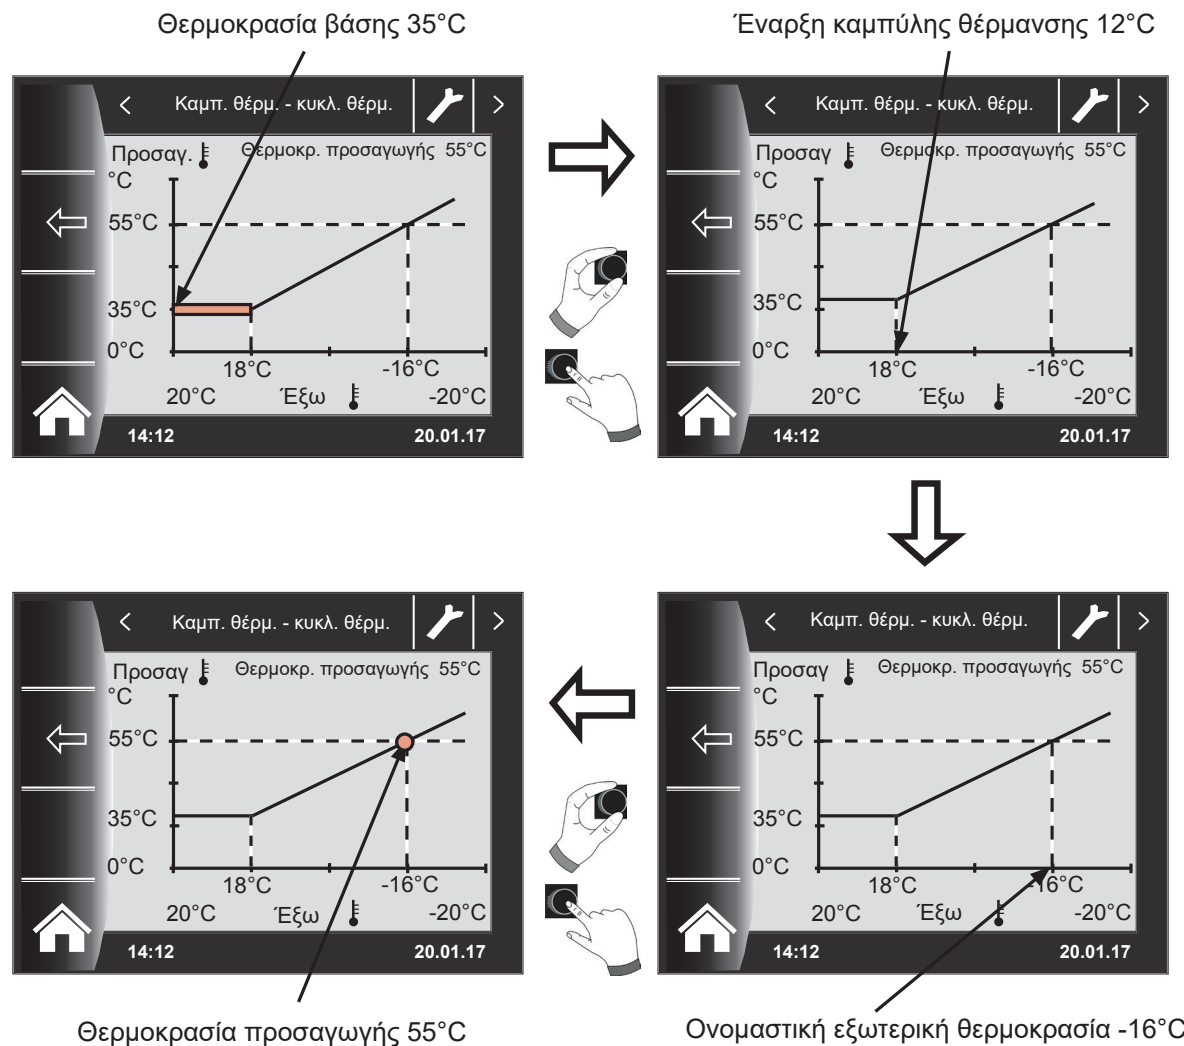 Θερμοκρασία βάσης 35°C
Έναρξη καμπύλης θέρμανσης 12°C
< Καμπ. θέρμ. - κυκλ. θέρμ. >
Προσαγ. Θερμοκρ. προσαγωγής 55°C
°C
55°C
35°C
0°C
18°C -16°C
20°C Έξω -20°C
14:12 20.01.17
< Καμπ. θέρμ. - κυκλ. θέρμ. >
Προσαγ Θερμοκρ. προσαγωγής 55°C
°C
55°C
35°C
0°C
18°C -16°C
20°C Έξω -20°C
14:12 20.01.17
< Καμπ. θέρμ. - κυκλ. θέρμ. >
Προσαγ Θερμοκρ. προσαγωγής 55°C
°C
55°C
35°C
0°C
18°C -16°C
20°C Έξω -20°C
14:12 20.01.17
< Καμπ. θέρμ. - κυκλ. θέρμ. >
Προσαγ Θερμοκρ. προσαγωγής 55°C
°C
55°C
35°C
0°C
18°C -16°C
20°C Έξω -20°C
14:12 20.01.17
Θερμοκρασία προσαγωγής 55°C
Ονομαστική εξωτερική θερμοκρασία -16°C